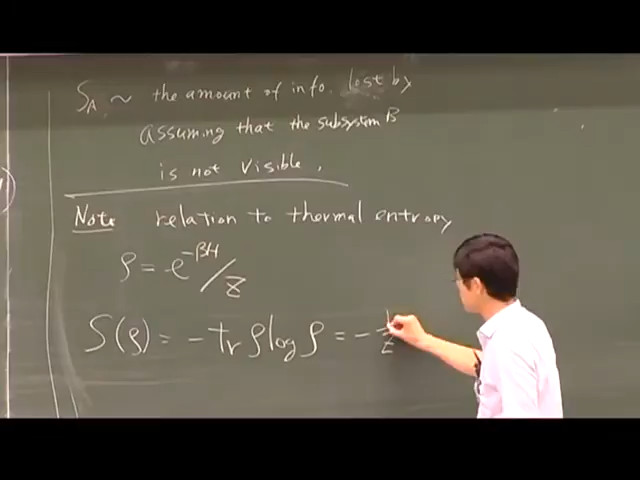 S_A ~ the amount of info. lost by
assuming that the subsystem B
is not visible.
Note relation to thermal entropy
ρ = e^{-βH}/Z
S(ρ) = - Tr ρ log ρ = - 1/Z